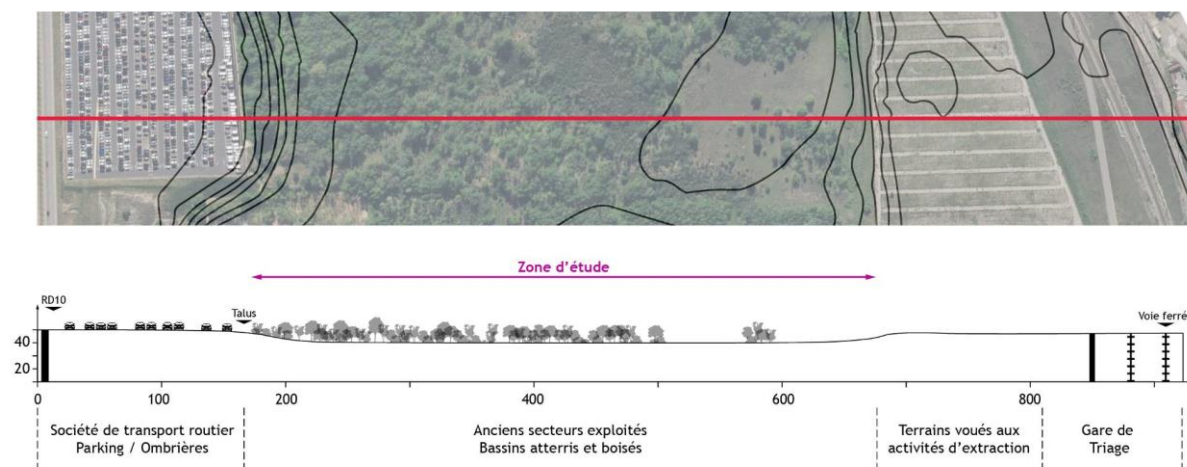 Zone d'étude
RD10
Talus
Voie ferré
40
20
0
100
200
400
600
800
Société de transport routier
Parking / Ombrières
Anciens secteurs exploités
Bassins atterris et boisés
Terrains voués aux
activités d'extraction
Gare de
Triage